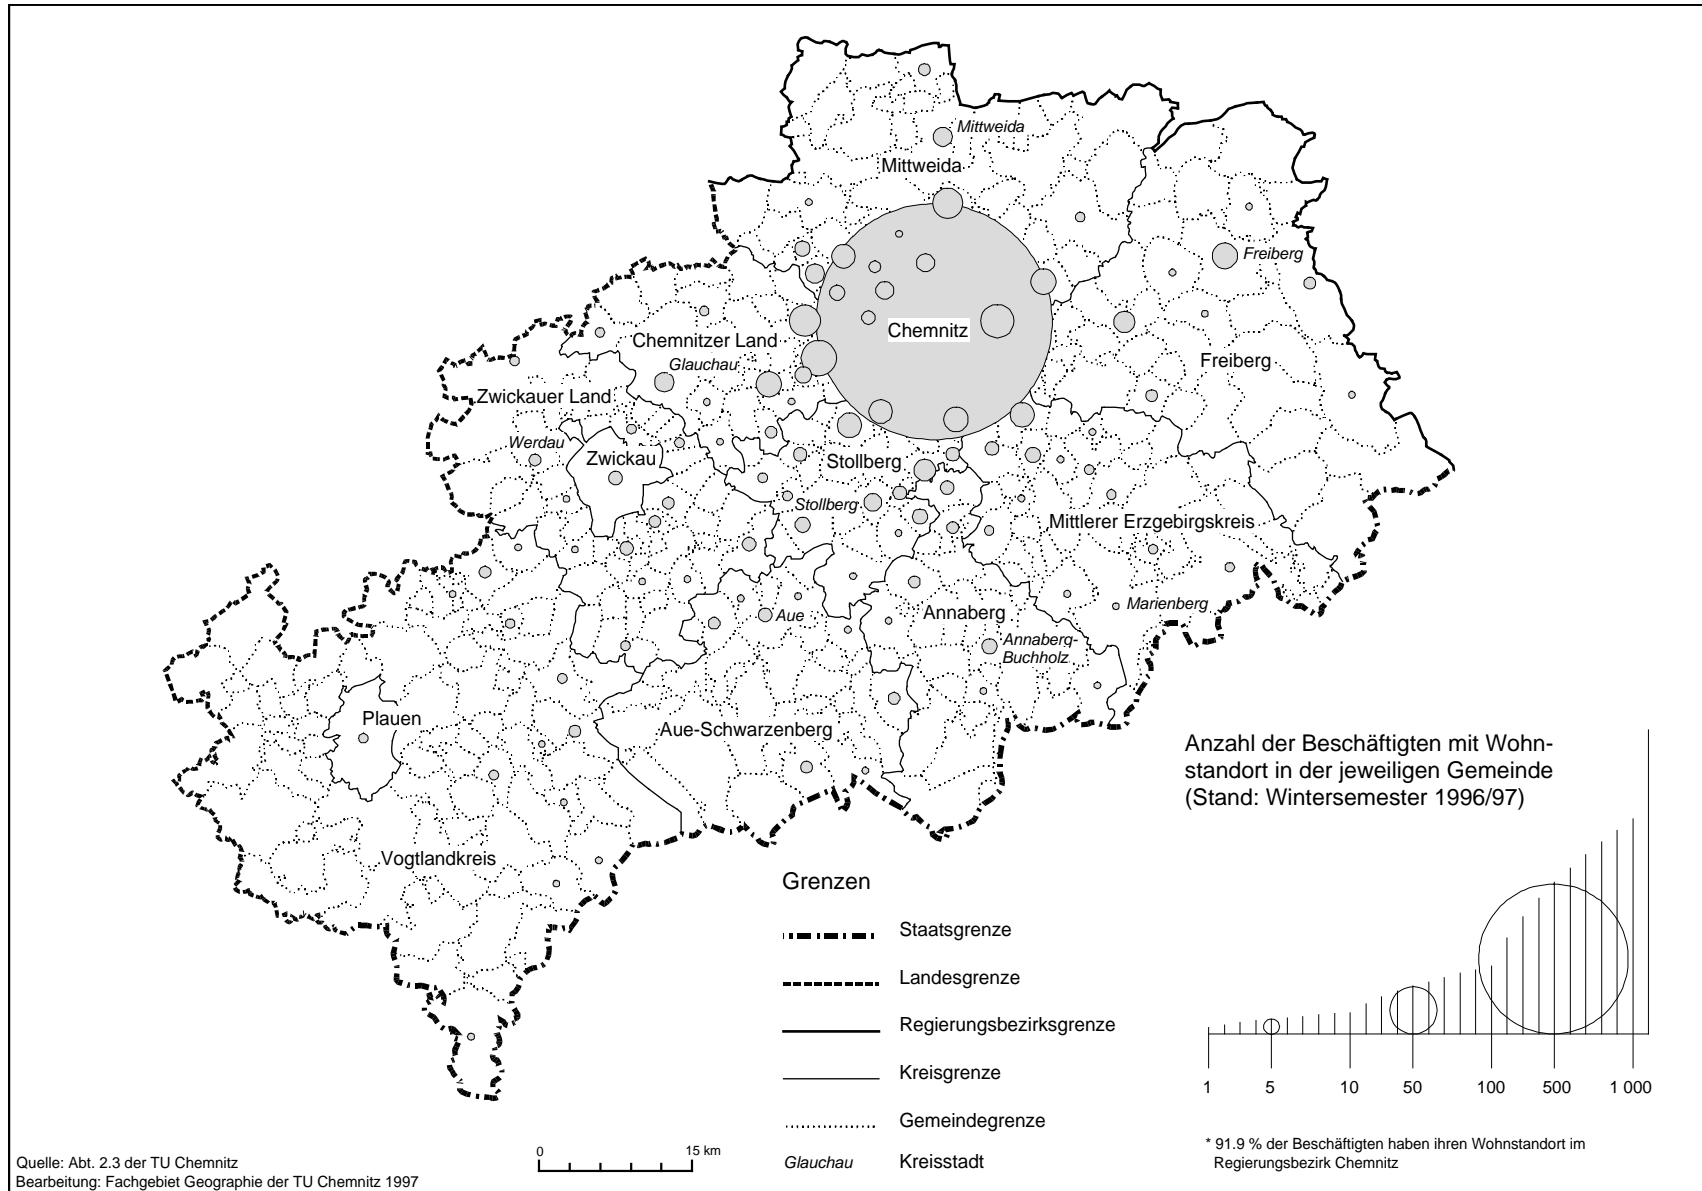 Mittweida
Mittweida
Freiberg
Chemnitz
Chemnitzer Land
Glauchau
Freiberg
Zwickauer Land
Werdau
Zwickau
Stollberg
Stollberg
Mittlerer Erzgebirgskreis
Marienberg
Aue
Annaberg
Annaberg-
Buchholz
Plauen
Aue-Schwarzenberg
Vogtlandkreis
Anzahl der Beschäftigten mit Wohn-
standort in der jeweiligen Gemeinde
(Stand: Wintersemester 1996/97)
Grenzen
Staatsgrenze
Landesgrenze
Regierungsbezirksgrenze
Kreisgrenze
Gemeindegrenze
Glauchau Kreisstadt
1 5 10 50 100 500 1 000
* 91.9 % der Beschäftigten haben ihren Wohnstandort im
Regierungsbezirk Chemnitz
0 15 km
Quelle: Abt. 2.3 der TU Chemnitz
Bearbeitung: Fachgebiet Geographie der TU Chemnitz 1997